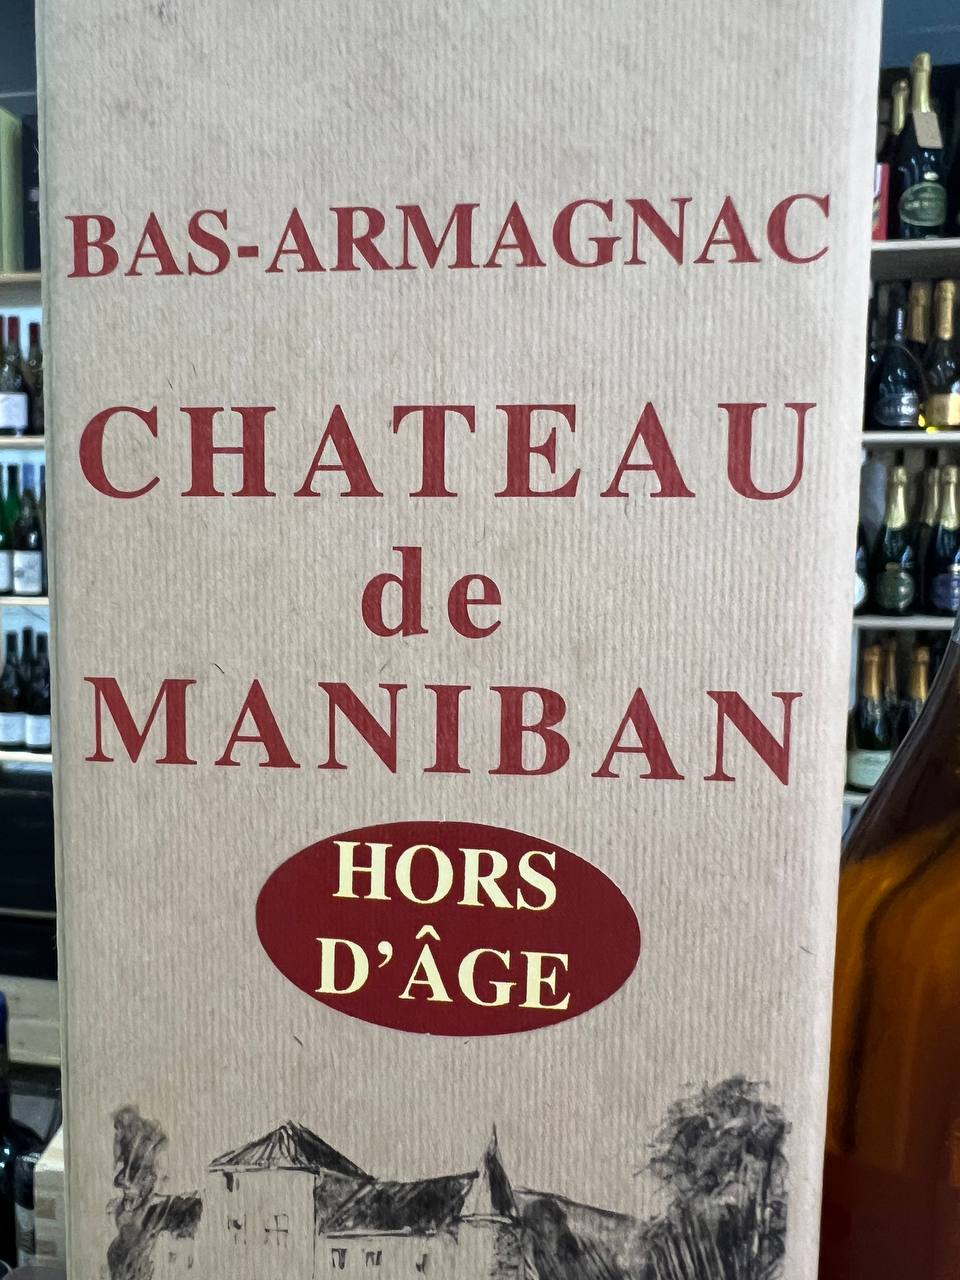 BAS-ARMAGNAC
CHATEAU
de
MANIBAN
HORS
D'ÂGE